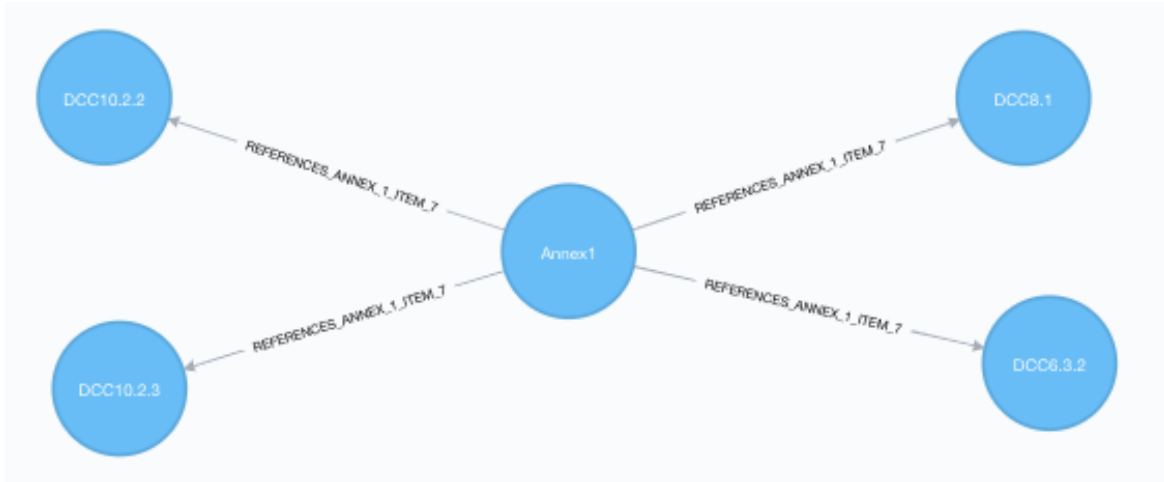 DCC10.2.2
DCC8.1
REFERENCES_ANNEX_1_ITEM_7
REFERENCES_ANNEX_1_ITEM_7
Annex1
REFERENCES_ANNEX_1_ITEM_7
REFERENCES_ANNEX_1_ITEM_7
DCC10.2.3
DCC6.3.2